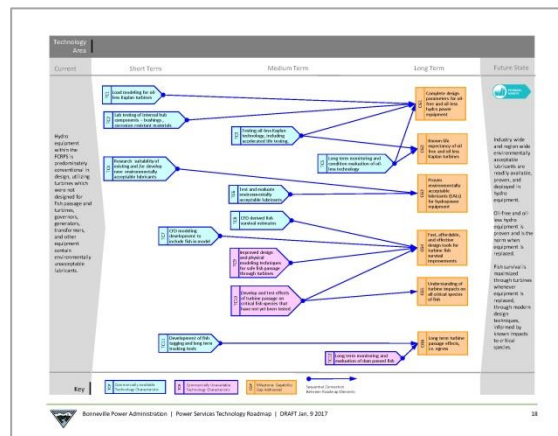 Technology
Area
Current
Short Term
Medium Term
Long Term
Future State
Hydro
equipment
within the
FCRPS is
predominately
conventional in
design, utilizing
turbines which
were not
designed for
fish passage and
turbines,
governors,
generators,
transformers,
and other
equipment
contain
environmentally
unacceptable
lubricants.
Load modeling for oil-
less Kaplan turbines
Lab testing of internal hub
components - bushings,
corrosion resistant materials
Testing oil-less Kaplan
technology, including
accelerated life testing.
Research suitability of
existing and/or develop
new environmentally
acceptable lubricants
Long term monitoring and
condition evaluation of oil-
less technology
Test and evaluate
environmentally
acceptable lubricants
CFD derived fish
survival estimates
CFD modeling
development to
include fish in model
Improved design
and physical
modeling techniques
for safe fish passage
through turbines
Develop and test effects
of turbine passage on
critical fish species that
have not yet been tested
Development of fish
tagging and long term
tracking tools
Long term monitoring and
evaluation of dam passed fish
Complete design
parameters for oil-
free and oil-less
hydro power
equipment
Known life
expectancy of oil-
free and oil-less
Kaplan turbines
Proven
environmentally
acceptable
lubricants (EALs)
for hydropower
equipment
Fast, affordable,
and effective
design tools for
turbine fish
survival
improvements
Understanding of
turbine impacts on
all critical species
of fish
Long term turbine
passage effects,
i.e. egress
Industry wide
and region wide
environmentally
acceptable
lubricants are
readily available,
proven, and
deployed in
hydro
equipment.
Oil-free and oil-
less hydro
equipment is
proven and is the
norm when
equipment is
replaced.
Fish survival is
maximized
through turbines
whenever
equipment is
replaced,
through modern
design
techniques,
informed by
known impacts
to critical
species.
Key
Commercially Available
Technology Characteristic
Commercially Unavailable
Technology Characteristic
Bonneville Power Administration | Power Services Technology Roadmap | DRAFT Jan. 9 2017
18